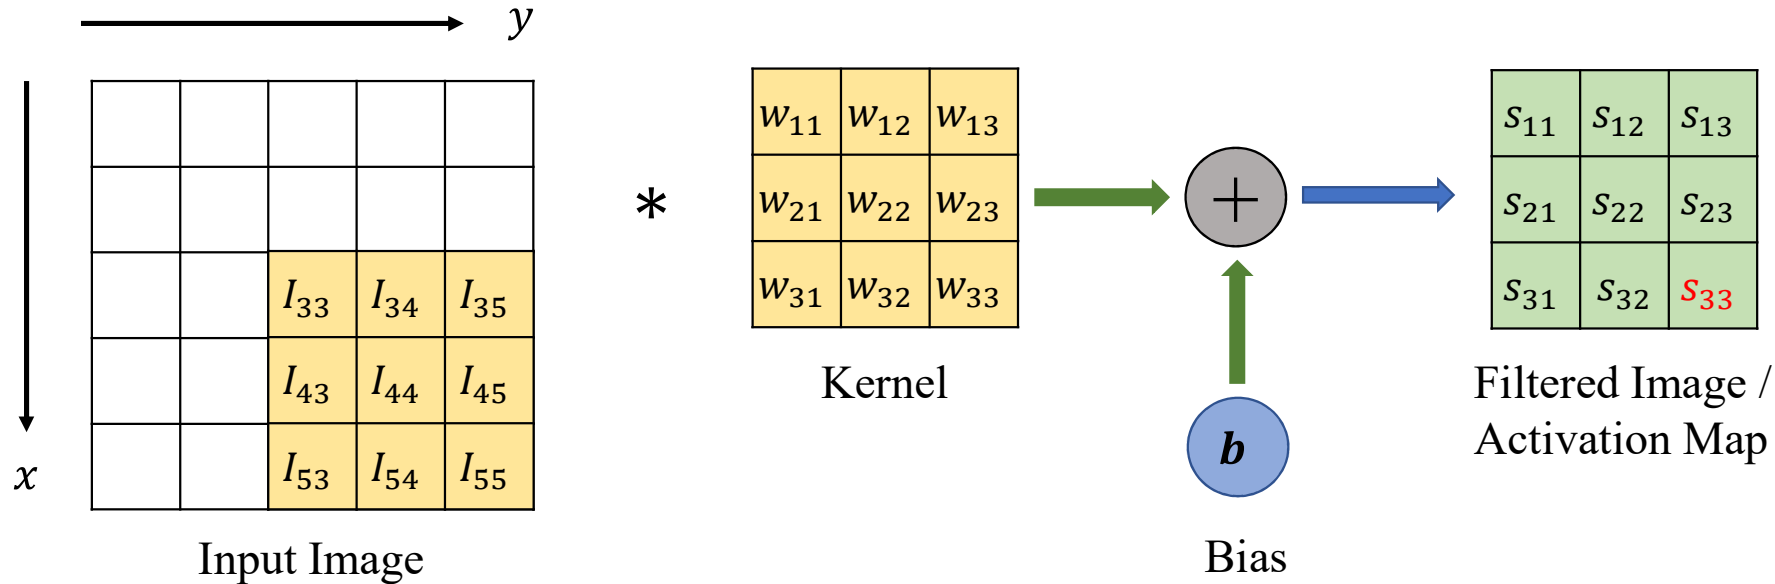 y
x
I₃₃ I₃₄ I₃₅
I₄₃ I₄₄ I₄₅
I₅₃ I₅₄ I₅₅
Input Image
*
w₁₁ w₁₂ w₁₃
w₂₁ w₂₂ w₂₃
w₃₁ w₃₂ w₃₃
Kernel
+
b
Bias
s₁₁ s₁₂ s₁₃
s₂₁ s₂₂ s₂₃
s₃₁ s₃₂ s₃₃
Filtered Image /
Activation Map